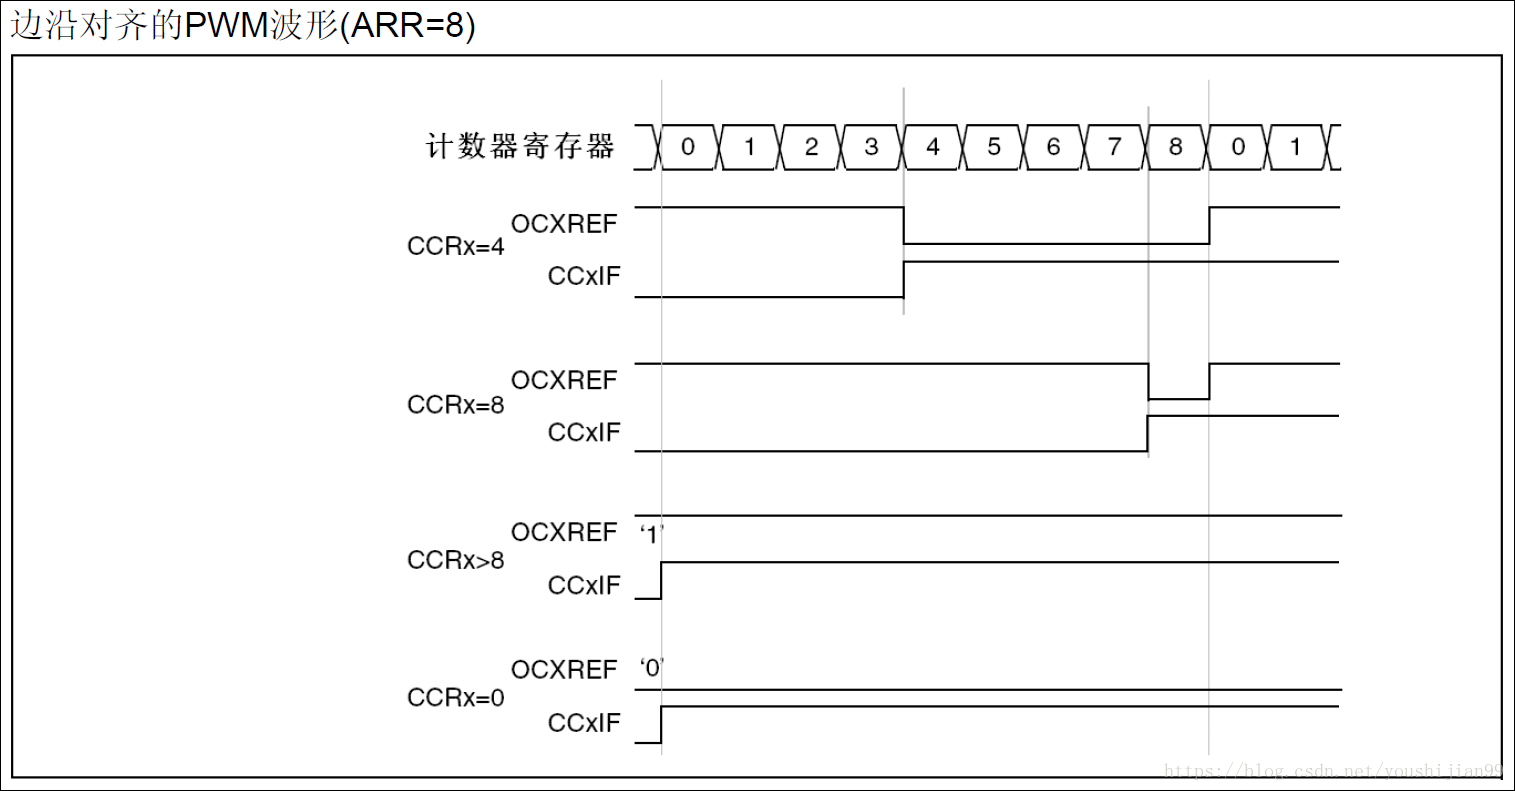 边沿对齐的PWM波形(ARR=8)
计数器寄存器 0 1 2 3 4 5 6 7 8 0 1
OCXREF
CCRx=4
CCxIF
OCXREF
CCRx=8
CCxIF
OCXREF ‘1’
CCRx>8
CCxIF
OCXREF ‘0’
CCRx=0
CCxIF
https://blog.csdn.net/youshijian99